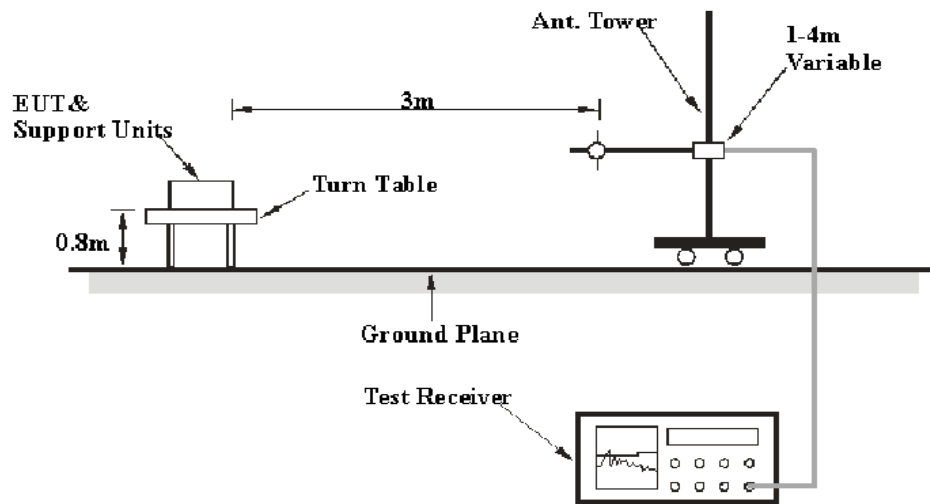 Ant. Tower
1-4m
Variable
EUT&
Support Units
3m
Turn Table
0.8m
Ground Plane
Test Receiver